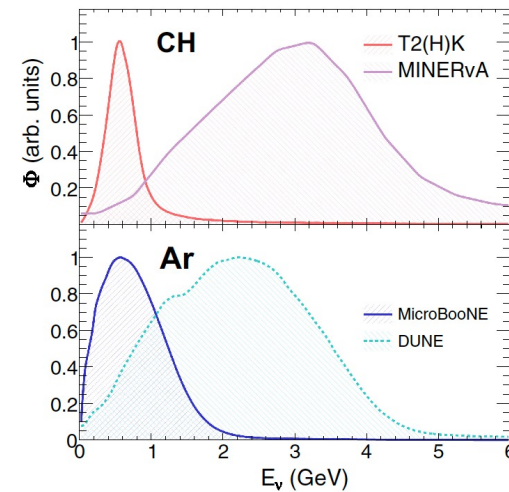 CH
T2(H)K
MINERvA
Φ (arb. units)
1
0.8
0.6
0.4
0.2
Ar
MicroBooNE
DUNE
1
0.8
0.6
0.4
0.2
0
0 1 2 3 4 5 6
Eν (GeV)